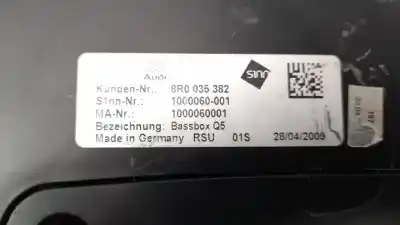 Audi
sinn
Kunden-Nr.: 8R0 035 382
S1nn-Nr.: 1000060-001
MA-Nr.: 1000060001
Bezeichnung: Bassbox Q5
Made in Germany RSU 01S 28/04/2009